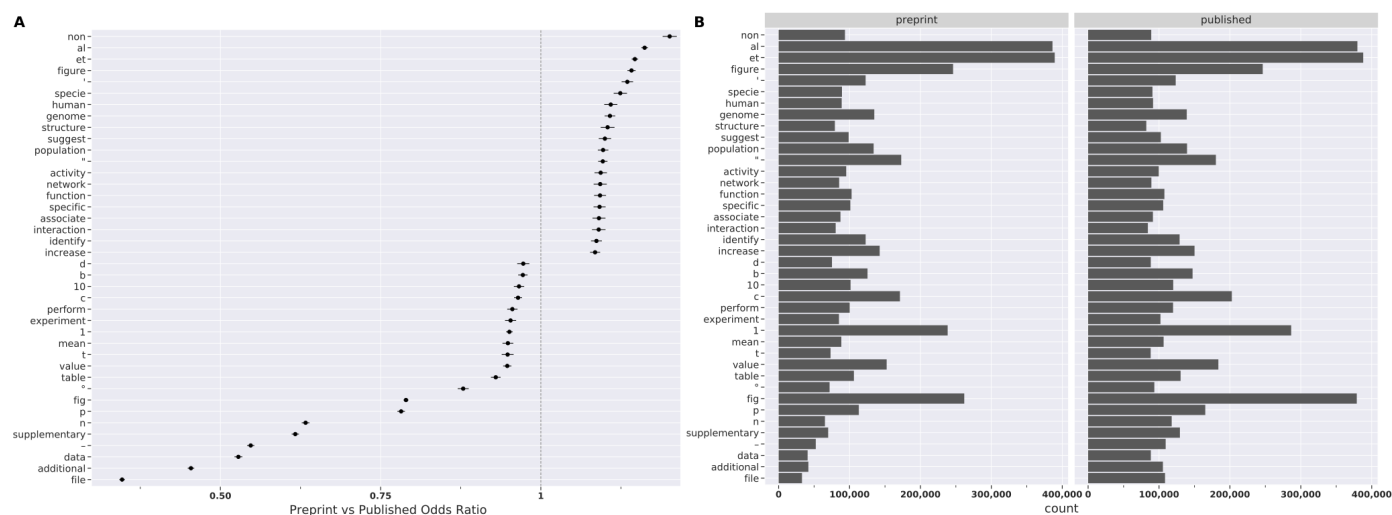 A
non
al
et
figure
'
specie
human
genome
structure
suggest
population
"
activity
network
function
specific
associate
interaction
identify
increase
d
b
10
c
perform
experiment
1
mean
t
value
table
°
fig
p
n
supplementary
–
data
additional
file
0.50 0.75 1
Preprint vs Published Odds Ratio
B
preprint published
non
al
et
figure
'
specie
human
genome
structure
suggest
population
"
activity
network
function
specific
associate
interaction
identify
increase
d
b
10
c
perform
experiment
1
mean
t
value
table
°
fig
p
n
supplementary
–
data
additional
file
0 100,000 200,000 300,000 400,000 0 100,000 200,000 300,000 400,000
count